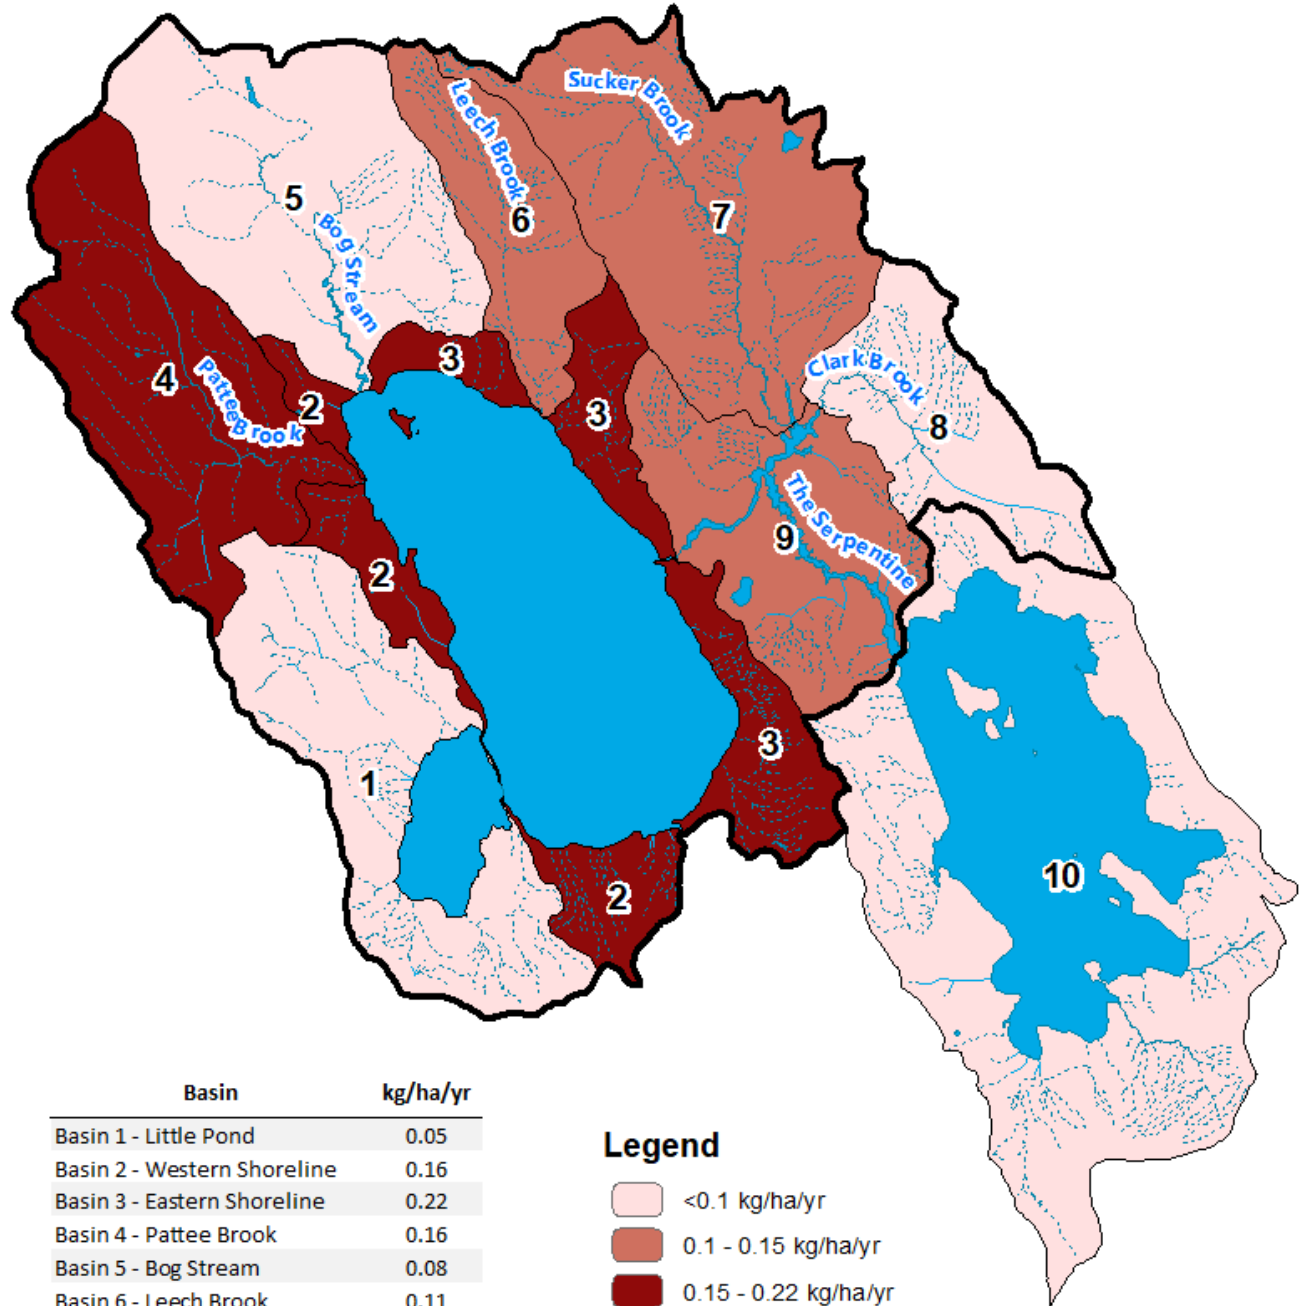 Sucker Brook
Leech Brook
5
6
7
Bog Stream
3
Clark Brook
4
Pattee Brook
2
3
8
The Serpentine
9
2
3
1
10
2
Basin kg/ha/yr
Basin 1 - Little Pond 0.05
Basin 2 - Western Shoreline 0.16
Basin 3 - Eastern Shoreline 0.22
Basin 4 - Pattee Brook 0.16
Basin 5 - Bog Stream 0.08
Basin 6 - Leech Brook 0.11
Legend
<0.1 kg/ha/yr
0.1 - 0.15 kg/ha/yr
0.15 - 0.22 kg/ha/yr